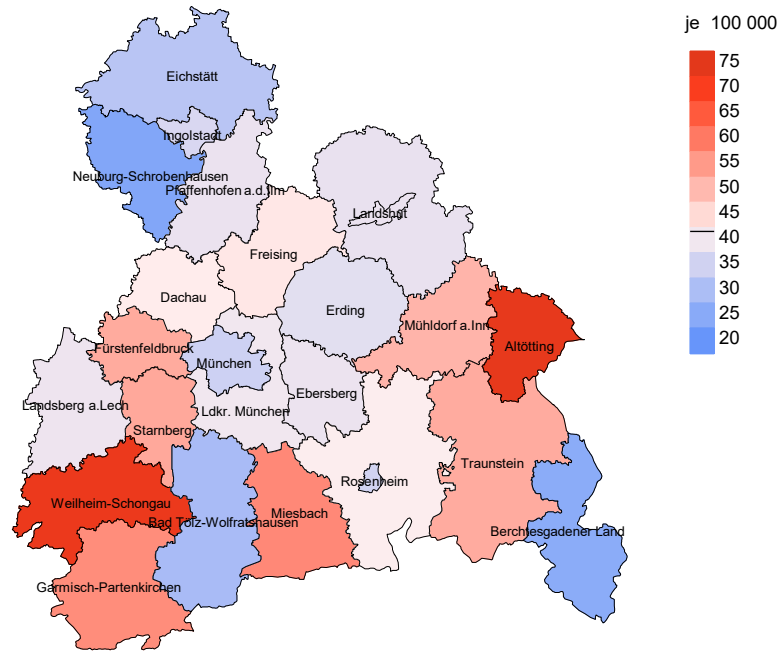 je 100 000
75
70
65
60
55
50
45
40
35
30
25
20
Eichstätt
Ingolstadt
Neuburg-Schrobenhausen
Pfaffenhofen a.d.Ilm
Landshut
Freising
Dachau
Erding
Mühldorf a.Inn
Altötting
Fürstenfeldbruck
München
Ebersberg
Landsberg a.Lech
Ldkr. München
Starnberg
Traunstein
Rosenheim
Weilheim-Schongau
Miesbach
Bad Tölz-Wolfratshausen
Berchtesgadener Land
Garmisch-Partenkirchen